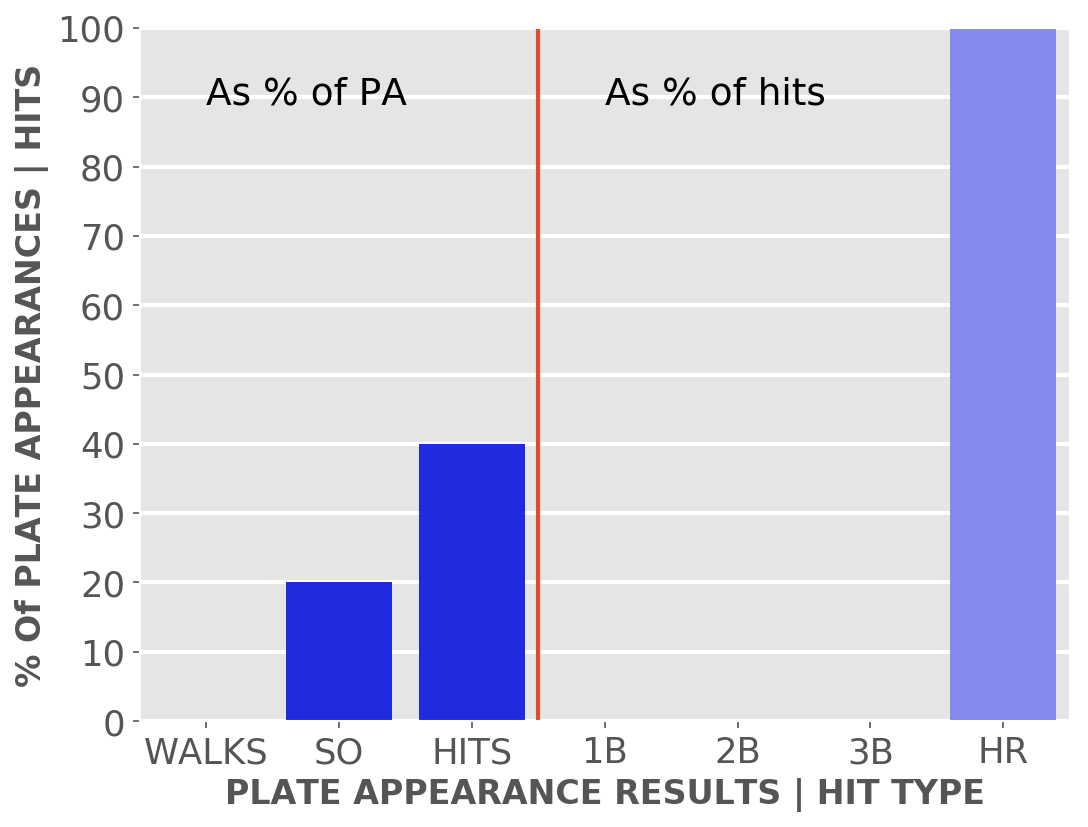 % Of PLATE APPEARANCES | HITS
100
90
80
70
60
50
40
30
20
10
0
As % of PA
As % of hits
WALKS SO HITS 1B 2B 3B HR
PLATE APPEARANCE RESULTS | HIT TYPE